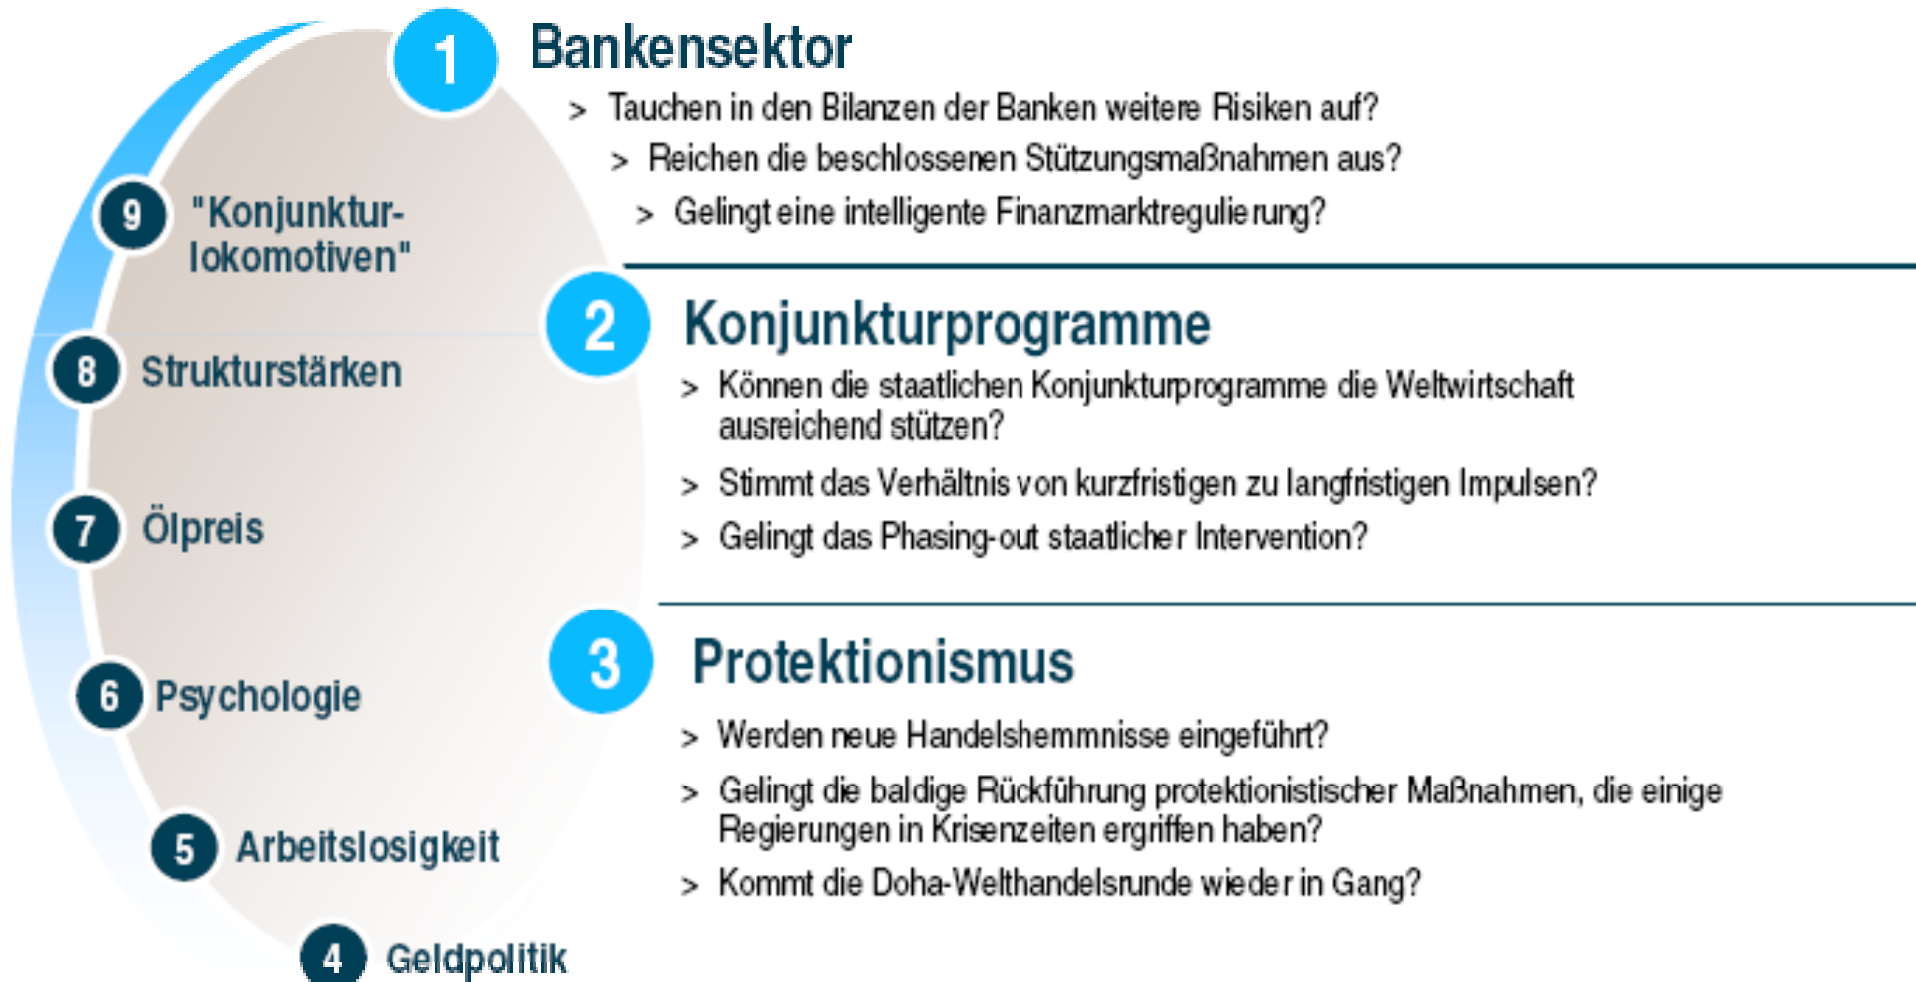 1 Bankensektor
> Tauchen in den Bilanzen der Banken weitere Risiken auf?
> Reichen die beschlossenen Stützungsmaßnahmen aus?
> Gelingt eine intelligente Finanzmarktregulierung?
2 Konjunkturprogramme
> Können die staatlichen Konjunkturprogramme die Weltwirtschaft
ausreichend stützen?
> Stimmt das Verhältnis von kurzfristigen zu langfristigen Impulsen?
> Gelingt das Phasing-out staatlicher Intervention?
3 Protektionismus
> Werden neue Handelshemmnisse eingeführt?
> Gelingt die baldige Rückführung protektionistischer Maßnahmen, die einige
Regierungen in Krisenzeiten ergriffen haben?
> Kommt die Doha-Welthandelsrunde wieder in Gang?
4 Geldpolitik
5 Arbeitslosigkeit
6 Psychologie
7 Ölpreis
8 Strukturstärken
9 "Konjunktur-
lokomotiven"